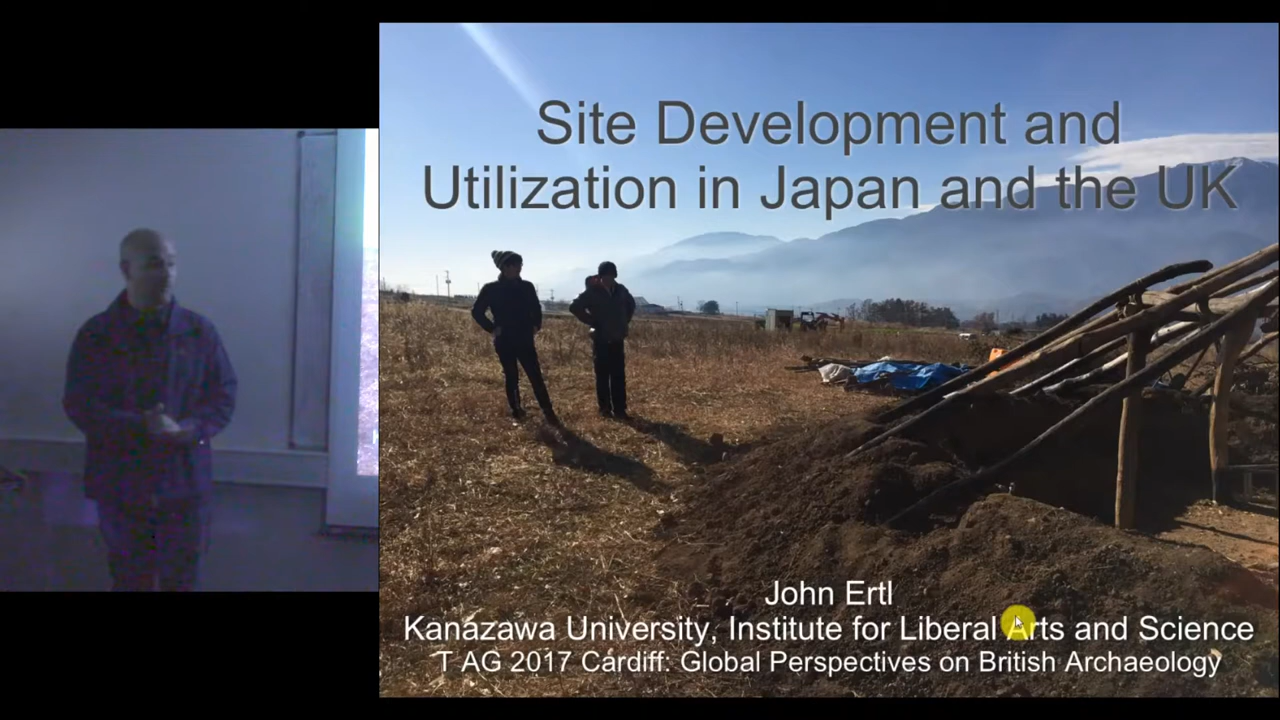 Site Development and
Utilization in Japan and the UK
John Ertl
Kanazawa University, Institute for Liberal Arts and Science
T AG 2017 Cardiff: Global Perspectives on British Archaeology